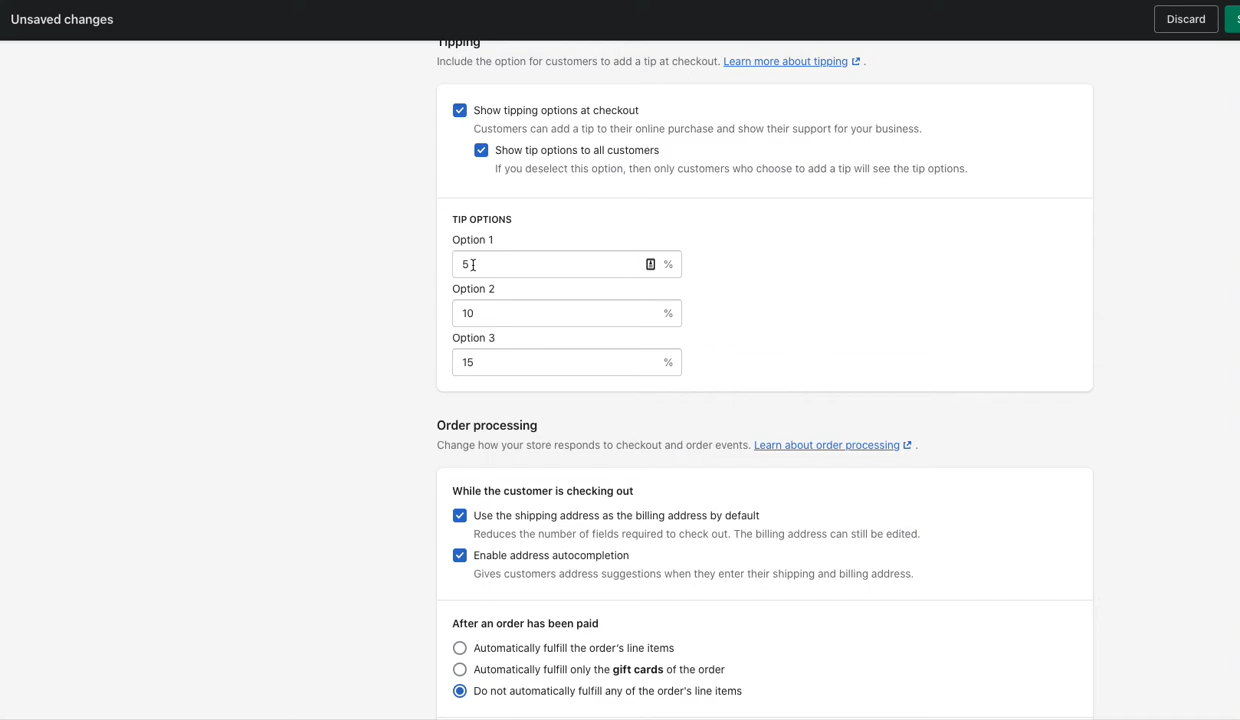 Unsaved changes
Discard
Tipping
Include the option for customers to add a tip at checkout. Learn more about tipping .
Show tipping options at checkout
Customers can add a tip to their online purchase and show their support for your business.
Show tip options to all customers
If you deselect this option, then only customers who choose to add a tip will see the tip options.
TIP OPTIONS
Option 1
5 %
Option 2
10 %
Option 3
15 %
Order processing
Change how your store responds to checkout and order events. Learn about order processing .
While the customer is checking out
Use the shipping address as the billing address by default
Reduces the number of fields required to check out. The billing address can still be edited.
Enable address autocompletion
Gives customers address suggestions when they enter their shipping and billing address.
After an order has been paid
Automatically fulfill the order's line items
Automatically fulfill only the gift cards of the order
Do not automatically fulfill any of the order's line items